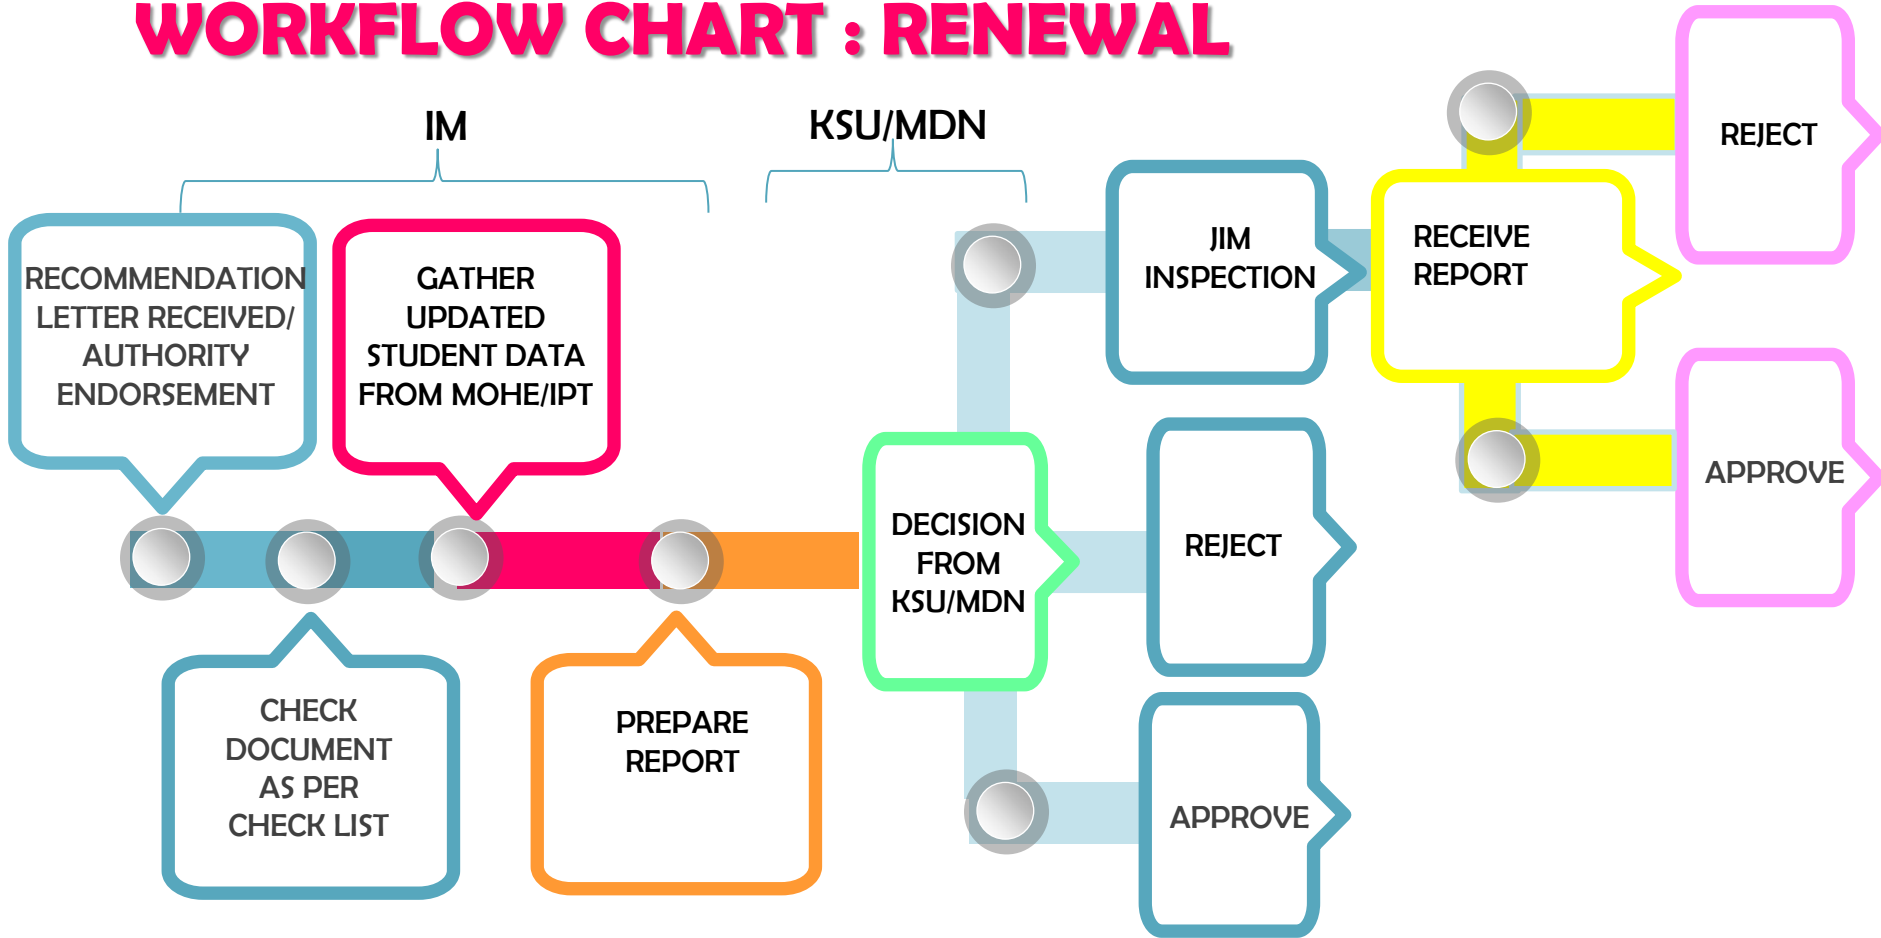 WORKFLOW CHART : RENEWAL
IM
KSU/MDN
RECOMMENDATION
LETTER RECEIVED/
AUTHORITY
ENDORSEMENT
GATHER
UPDATED
STUDENT DATA
FROM MOHE/IPT
CHECK
DOCUMENT
AS PER
CHECK LIST
PREPARE
REPORT
DECISION
FROM
KSU/MDN
JIM
INSPECTION
REJECT
APPROVE
RECEIVE
REPORT
REJECT
APPROVE